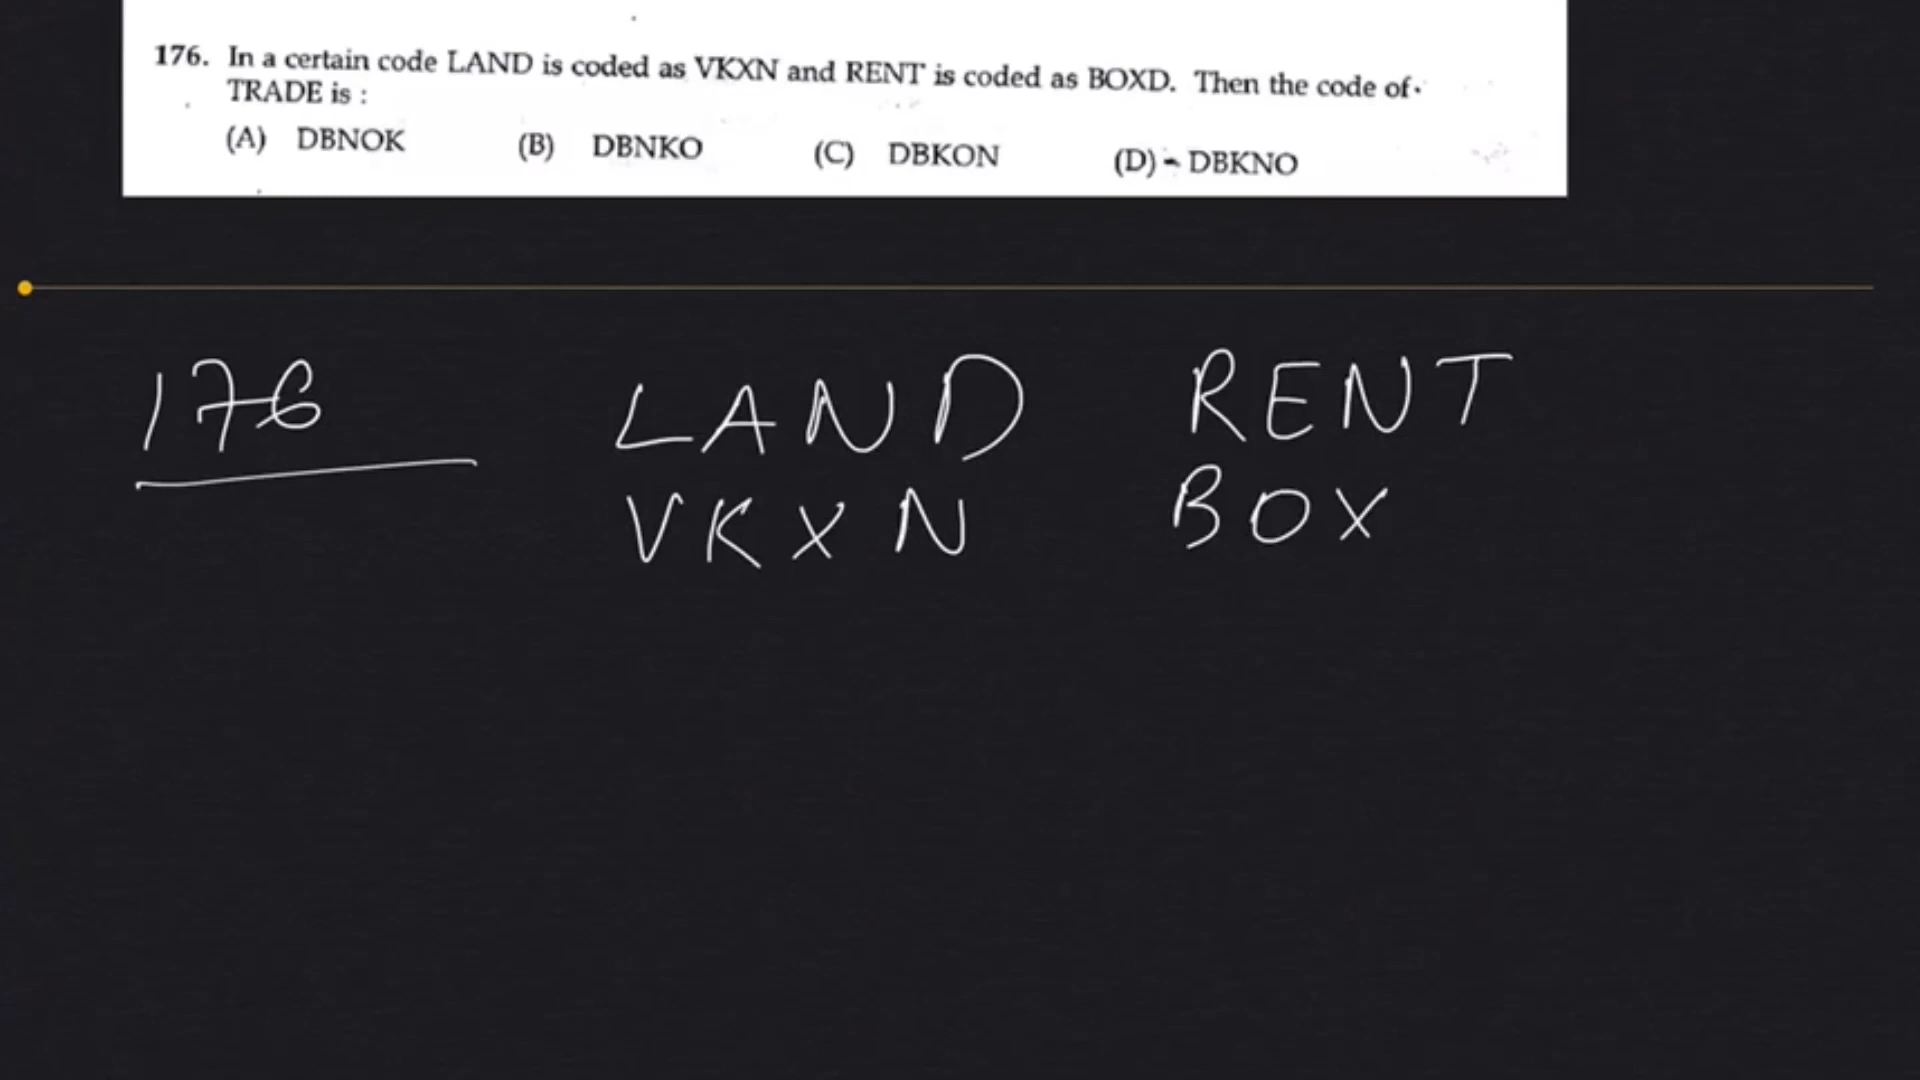 176. In a certain code LAND is coded as VKXN and RENT is coded as BOXD. Then the code of
TRADE is :
(A) DBNOK (B) DBNKO (C) DBKON (D) - DBKNO
176 LAND RENT
VKXN BOX